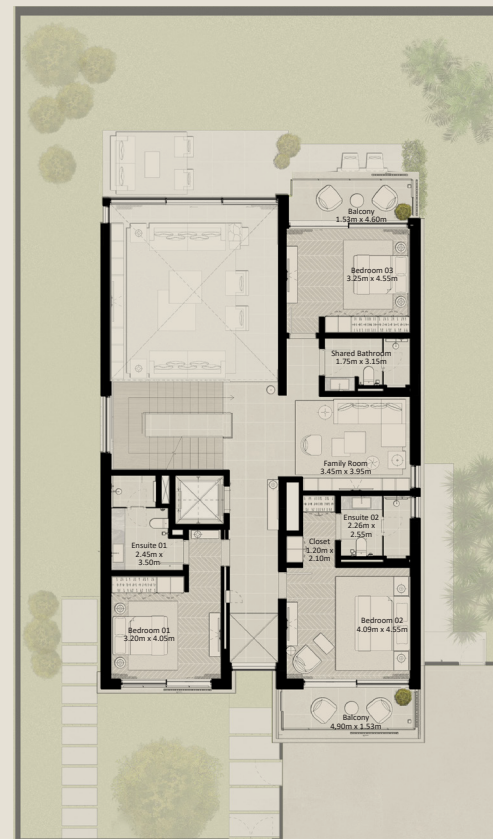 Balcony
1.53m x 4.60m
Bedroom 03
3.25m x 4.55m
Shared Bathroom
1.75m x 3.15m
Family Room
3.45m x 3.95m
Ensuite 01
2.45m x
3.50m
Ensuite 02
2.26m x
2.55m
Closet
1.20m x
2.10m
Bedroom 01
3.20m x 4.05m
Bedroom 02
4.09m x 4.55m
Balcony
4.90m x 1.53m